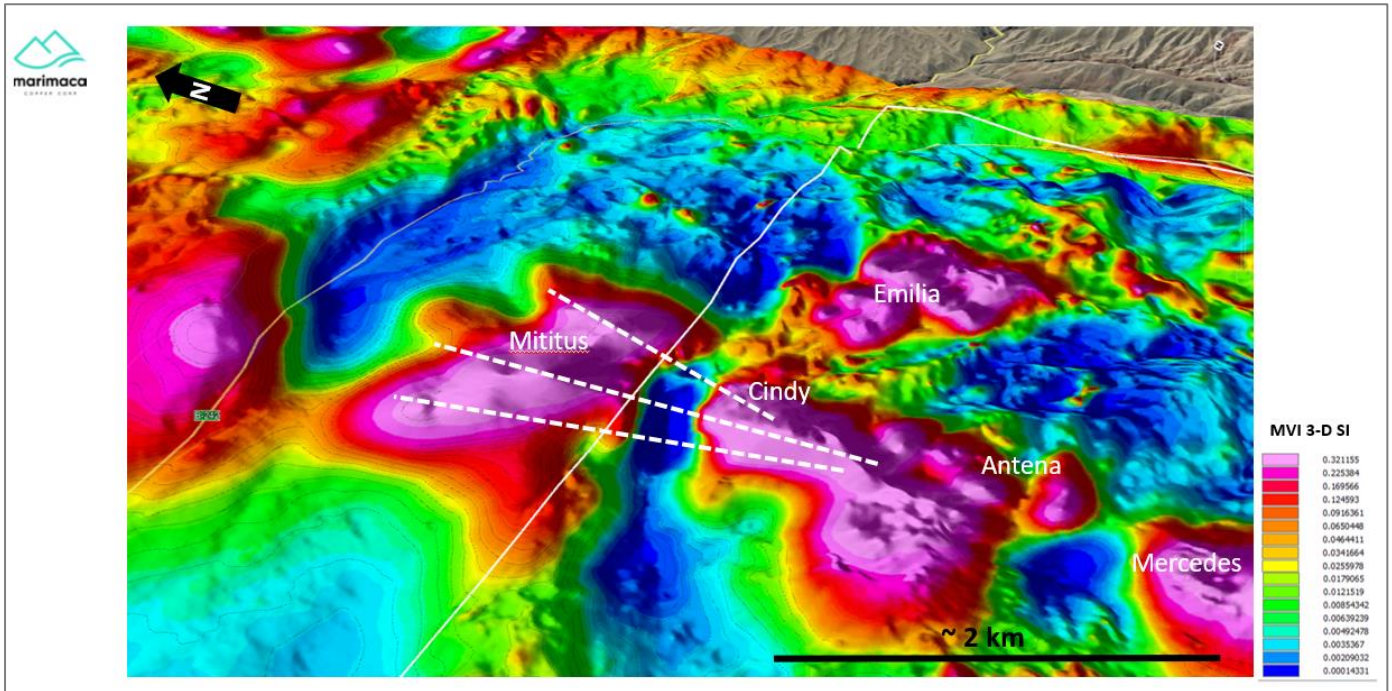 marimaca
COPPER CORP
N
Emilia
Mititus
Cindy
Antena
Mercedes
~ 2 km
MVI 3-D SI
0.321155
0.225384
0.169566
0.124593
0.0916361
0.0650448
0.0464411
0.0341664
0.0255978
0.0179065
0.0121519
0.00854342
0.00639239
0.00492478
0.0035367
0.00209032
0.00014331